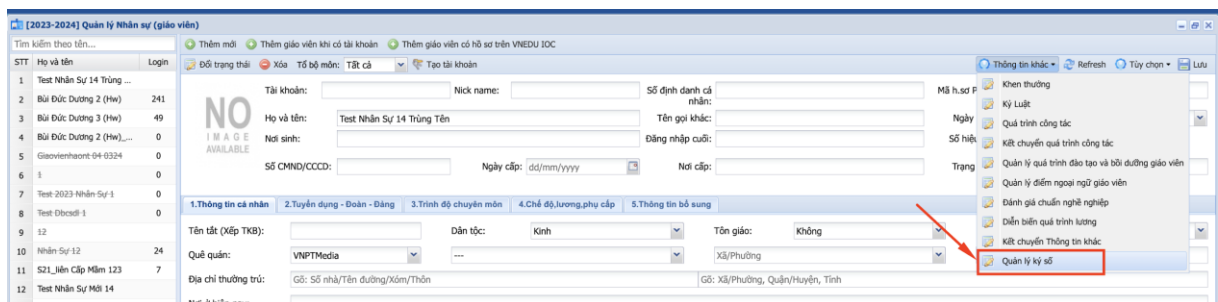 [2023-2024] Quản lý Nhân sự (giáo viên)
Tìm kiếm theo tên...
Thêm mới Thêm giáo viên khi có tài khoản Thêm giáo viên có hồ sơ trên VNEDU IOC
STT Họ và tên Login
Đổi trạng thái Xóa Tổ bộ môn: Tất cả Tạo tài khoản Thông tin khác Refresh Tùy chọn Lưu
1 Test Nhân Sự 14 Trùng ...
2 Bùi Đức Dương 2 (Hw) 241
3 Bùi Đức Dương 3 (Hw) 49
4 Bùi Đức Dương 2 (Hw)_... 0
5 Giaovienhaont 04 0324 0
6 1 0
7 Test 2023 Nhân Sự 1 0
8 Test Dbcsdl 1 0
9 12
10 Nhân Sự 12 24
11 S21_liên Cấp Mầm 123 7
12 Test Nhân Sự Mới 14
NO
IMAGE
AVAILABLE
Tài khoản: Nick name: Số định danh cá nhân: Mã h.sơ P
Họ và tên: Test Nhân Sự 14 Trùng Tên Tên gọi khác: Ngày
Nơi sinh: Đăng nhập cuối: Số hiệu
Số CMND/CCCD: Ngày cấp: dd/mm/yyyy Nơi cấp: Trạng
1.Thông tin cá nhân 2.Tuyển dụng - Đoàn - Đảng 3.Trình độ chuyên môn 4.Chế độ,lương,phụ cấp 5.Thông tin bổ sung
Tên tắt (Xếp TKB): Dân tộc: Kinh Tôn giáo: Không
Quê quán: VNPTMedia --- Xã/Phường
Địa chỉ thường trú: Gõ: Số nhà/Tên đường/Xóm/Thôn Gõ: Xã/Phường, Quận/Huyện, Tỉnh
Khen thưởng
Kỷ Luật
Quá trình công tác
Kết chuyển quá trình công tác
Quản lý quá trình đào tạo và bồi dưỡng giáo viên
Quản lý điểm ngoại ngữ giáo viên
Đánh giá chuẩn nghề nghiệp
Diễn biến quá trình lương
Kết chuyển Thông tin khác
Quản lý ký số